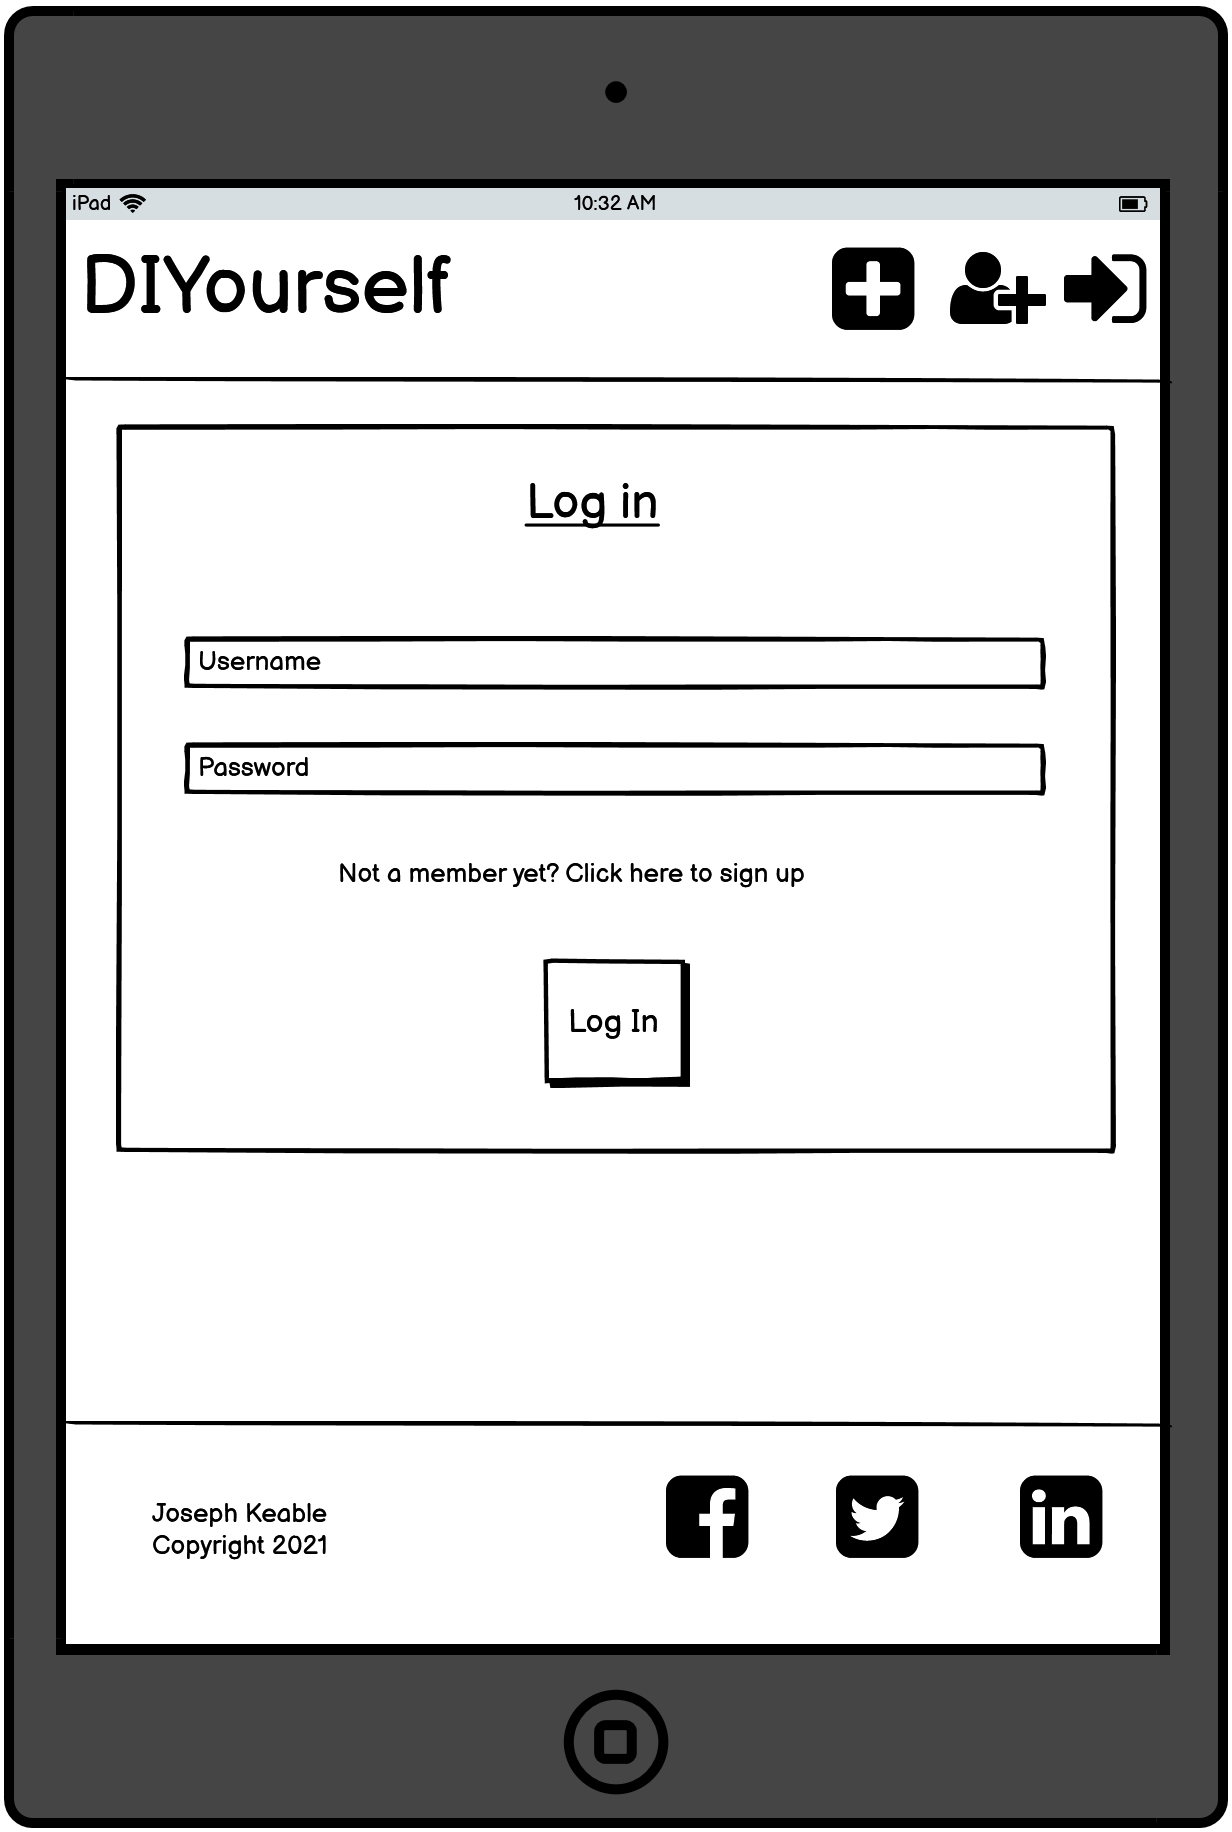 iPad
10:32 AM
DIYourself
Log in
Username
Password
Not a member yet? Click here to sign up
Log In
Joseph Keable
Copyright 2021